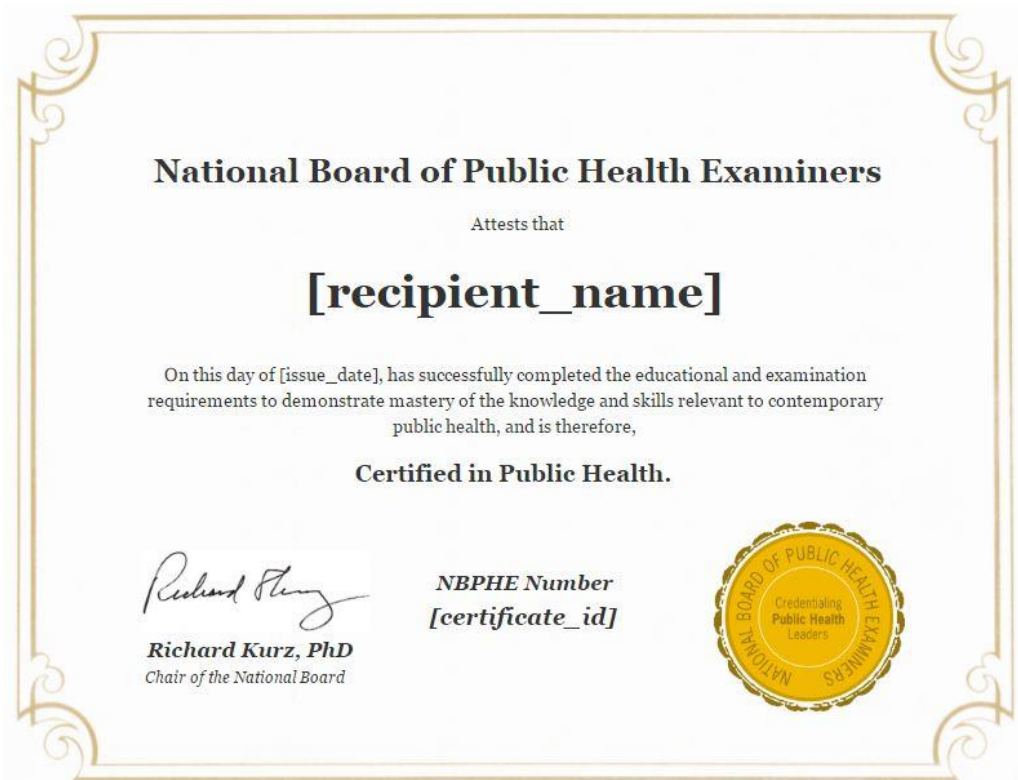 National Board of Public Health Examiners
Attests that
[recipient_name]
On this day of [issue_date], has successfully completed the educational and examination
requirements to demonstrate mastery of the knowledge and skills relevant to contemporary
public health, and is therefore,
Certified in Public Health.
Richard Kurz, PhD
Chair of the National Board
NBPHE Number
[certificate_id]
NATIONAL BOARD OF PUBLIC HEALTH EXAMINERS
Credentialing
Public Health
Leaders